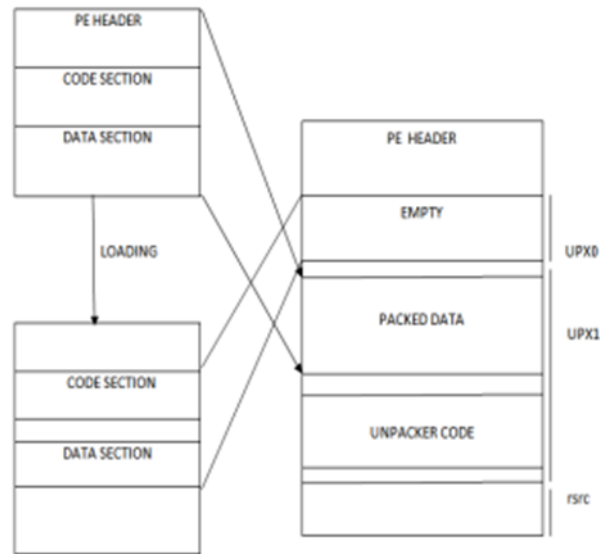 PE HEADER
CODE SECTION
DATA SECTION
LOADING
CODE SECTION
DATA SECTION
PE HEADER
EMPTY
UPX0
PACKED DATA
UPX1
UNPACKER CODE
rsrc